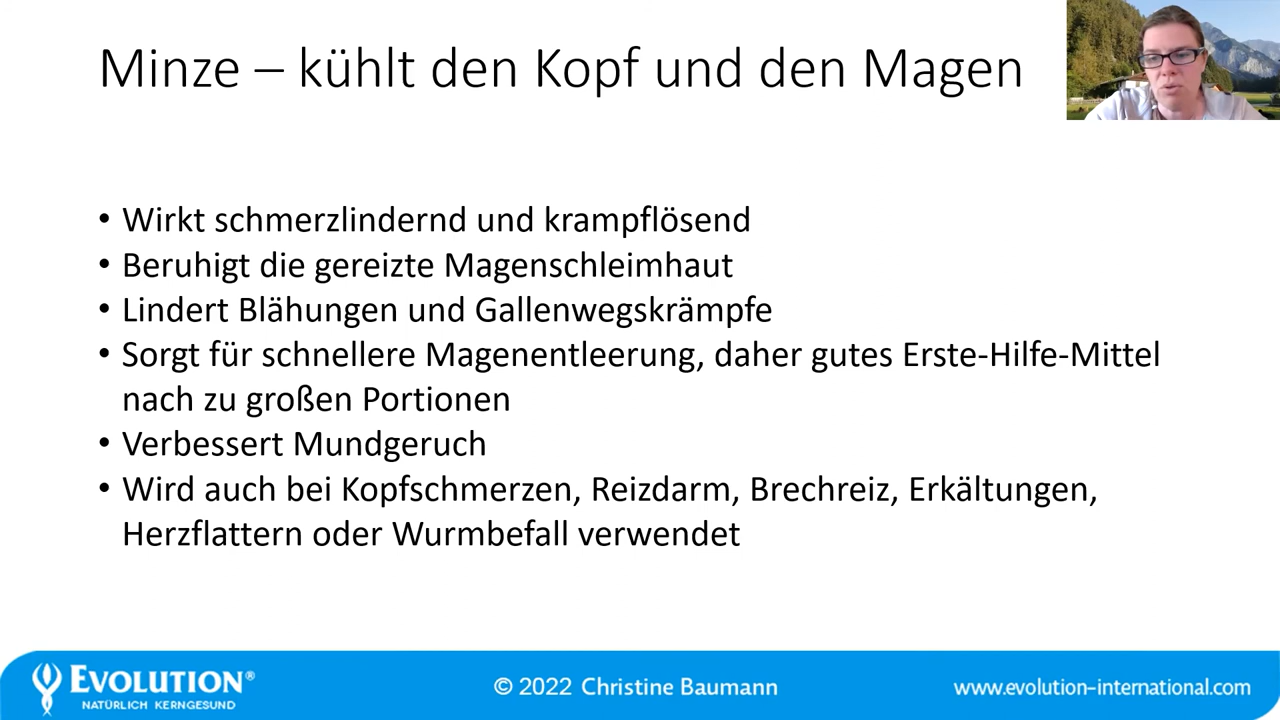 Minze – kühlt den Kopf und den Magen
• Wirkt schmerzlindernd und krampflösend
• Beruhigt die gereizte Magenschleimhaut
• Lindert Blähungen und Gallenwegskrämpfe
• Sorgt für schnellere Magenentleerung, daher gutes Erste-Hilfe-Mittel
nach zu großen Portionen
• Verbessert Mundgeruch
• Wird auch bei Kopfschmerzen, Reizdarm, Brechreiz, Erkältungen,
Herzflattern oder Wurmbefall verwendet
EVOLUTION®
NATÜRLICH KERNGESUND
© 2022 Christine Baumann
www.evolution-international.com